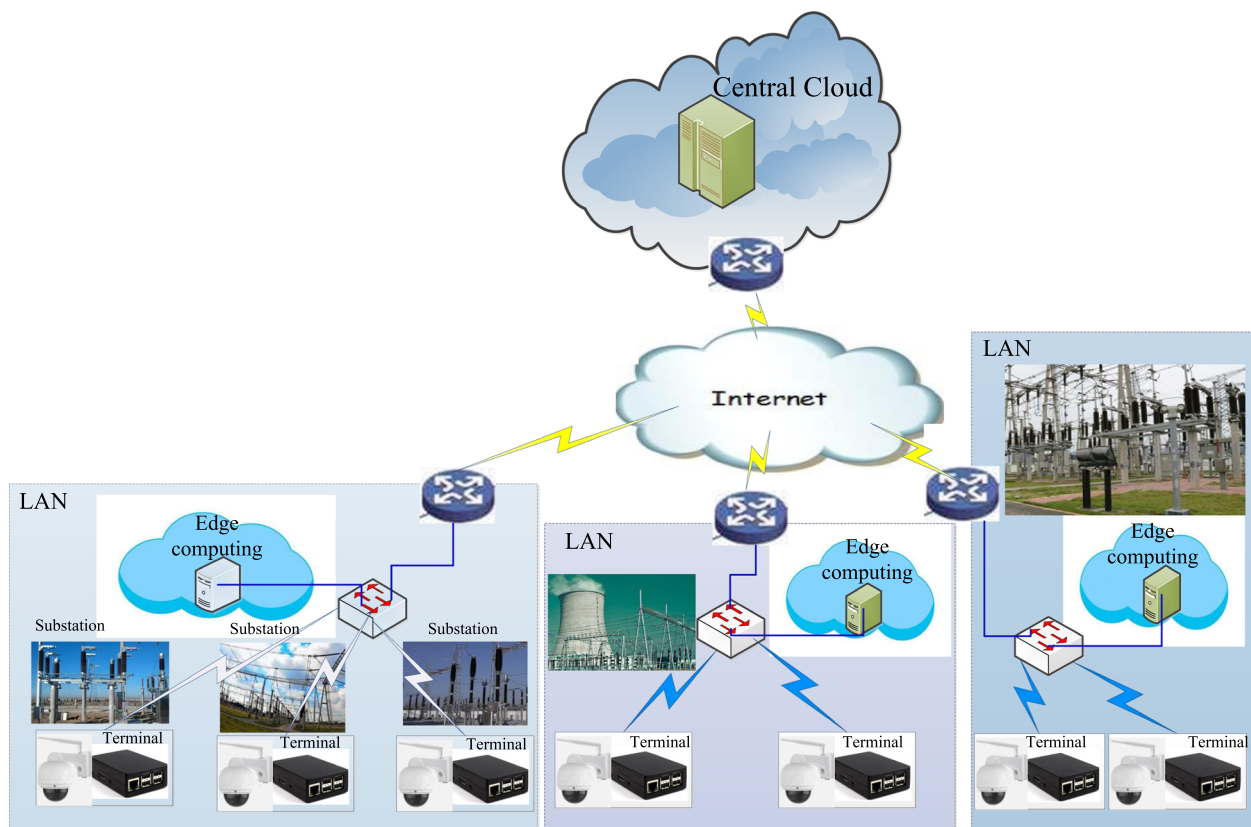 Central Cloud
Internet
LAN
Edge
computing
Substation
Substation
Substation
Terminal
Terminal
Terminal
LAN
Edge
computing
Terminal
Terminal
LAN
Edge
computing
Terminal
Terminal